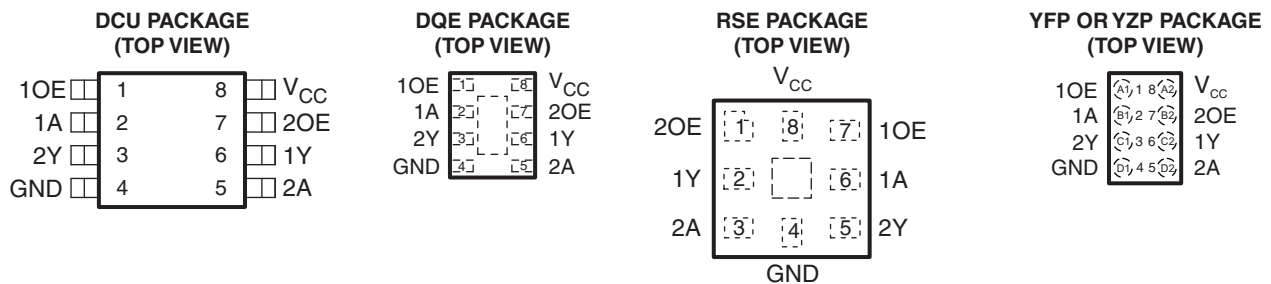 DCU PACKAGE
(TOP VIEW)
1OE 1 8 VCC
1A 2 7 2OE
2Y 3 6 1Y
GND 4 5 2A
DQE PACKAGE
(TOP VIEW)
1OE 1 8 VCC
1A 2 7 2OE
2Y 3 6 1Y
GND 4 5 2A
RSE PACKAGE
(TOP VIEW)
VCC
2OE 1 8 7 1OE
1Y 2 6 1A
2A 3 4 5 2Y
GND
YFP OR YZP PACKAGE
(TOP VIEW)
1OE A1 1 8 A2 VCC
1A B1 2 7 B2 2OE
2Y C1 3 6 C2 1Y
GND D1 4 5 D2 2A